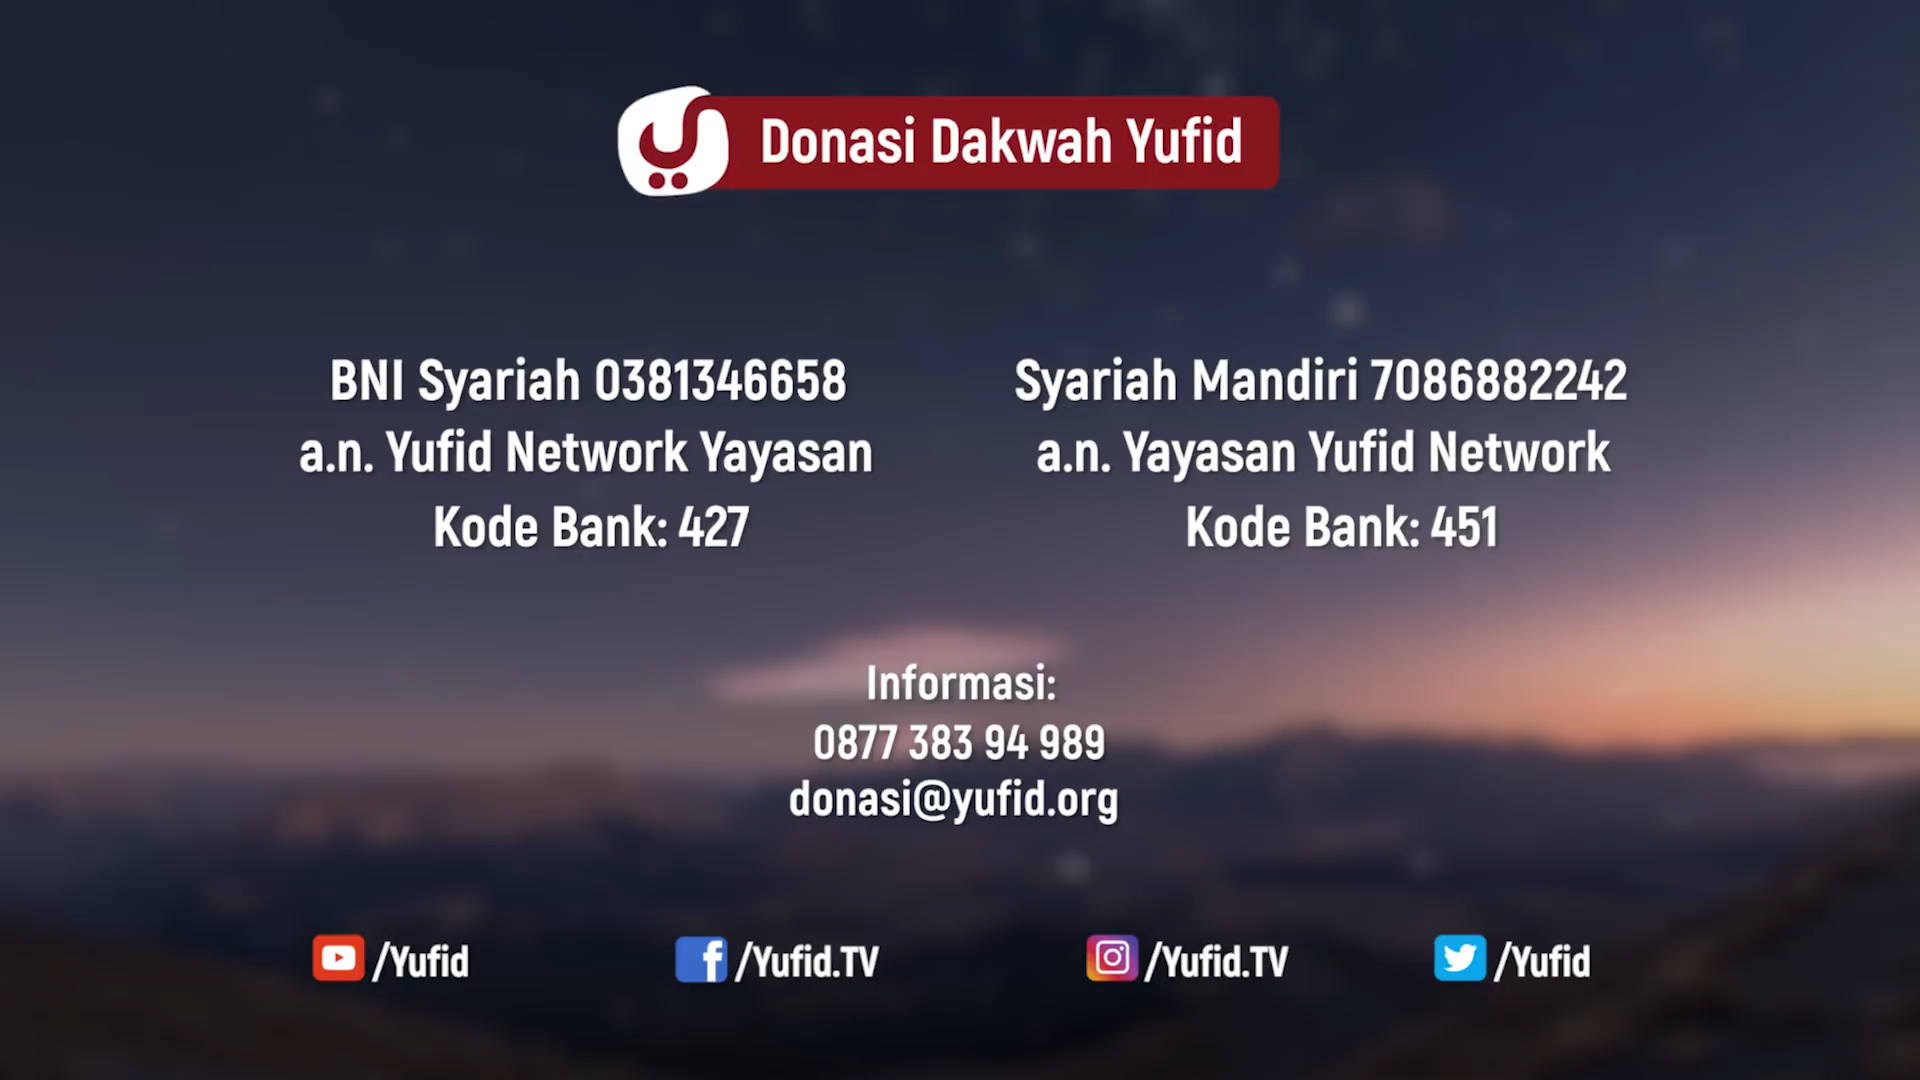 Donasi Dakwah Yufid
BNI Syariah 0381346658
a.n. Yufid Network Yayasan
Kode Bank: 427
Syariah Mandiri 7086882242
a.n. Yayasan Yufid Network
Kode Bank: 451
Informasi:
0877 383 94 989
donasi@yufid.org
/Yufid
/Yufid.TV
/Yufid.TV
/Yufid